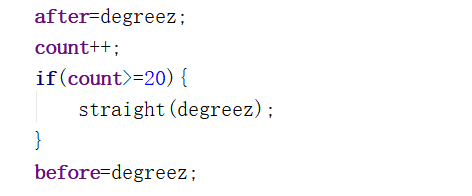 after=degreez;
count++;
if(count>=20){
    straight(degreez);
}
before=degreez;